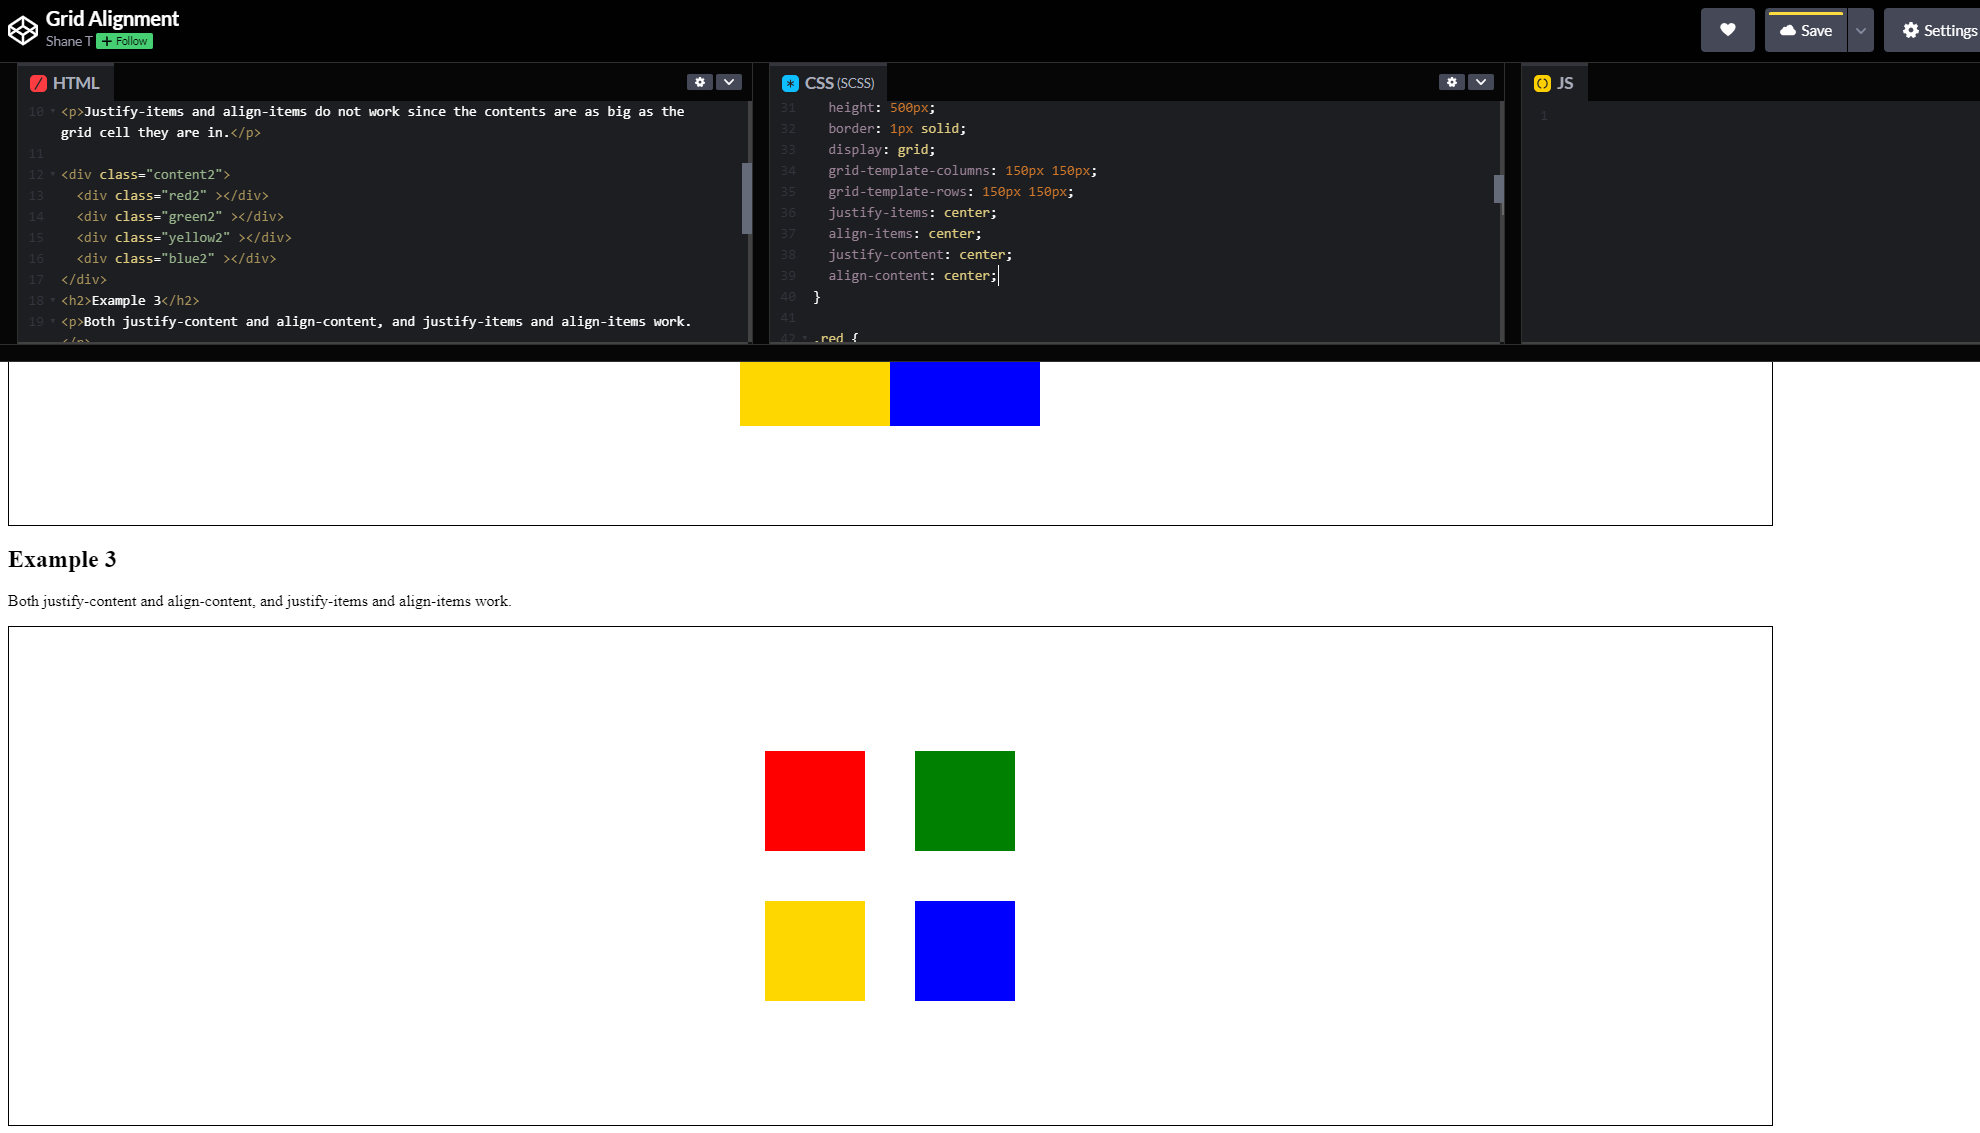 Grid Alignment
Shane T + Follow
Save
Settings
HTML
10 <p>Justify-items and align-items do not work since the contents are as big as the
grid cell they are in.</p>
11
12 <div class="content2">
13 <div class="red2" ></div>
14 <div class="green2" ></div>
15 <div class="yellow2" ></div>
16 <div class="blue2" ></div>
17 </div>
18 <h2>Example 3</h2>
19 <p>Both justify-content and align-content, and justify-items and align-items work.
</p>
CSS (SCSS)
31 height: 500px;
32 border: 1px solid;
33 display: grid;
34 grid-template-columns: 150px 150px;
35 grid-template-rows: 150px 150px;
36 justify-items: center;
37 align-items: center;
38 justify-content: center;
39 align-content: center;
40 }
41
42 .red {
JS
1
Example 3
Both justify-content and align-content, and justify-items and align-items work.